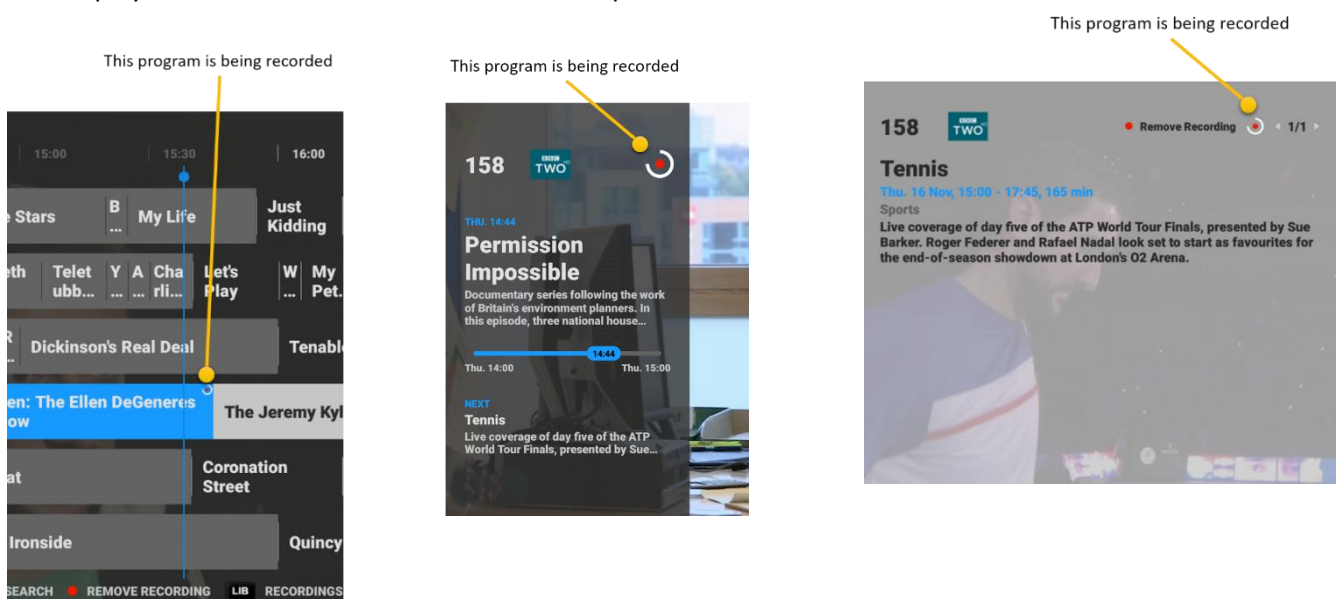 This program is being recorded
15:00 15:30 16:00
Stars B ... My Life Just Kidding
Telet ubb... Y ... A ... Cha rli... Let's Play W ... My Pet.
Dickinson's Real Deal Tenable
en: The Ellen DeGeneres
ow
The Jeremy Kyl
at Coronation
Street
Ironside Quincy
SEARCH REMOVE RECORDING LIB RECORDINGS
This program is being recorded
158 BBC TWO HD
THU. 14:44
Permission
Impossible
Documentary series following the work
of Britain's environment planners. In
this episode, three national house...
14:44
Thu. 14:00 Thu. 15:00
NEXT
Tennis
Live coverage of day five of the ATP
World Tour Finals, presented by Sue...
This program is being recorded
158 BBC TWO HD Remove Recording 1/1
Tennis
Thu. 16 Nov, 15:00 - 17:45, 165 min
Sports
Live coverage of day five of the ATP World Tour Finals, presented by Sue
Barker. Roger Federer and Rafael Nadal look set to start as favourites for
the end-of-season showdown at London's O2 Arena.